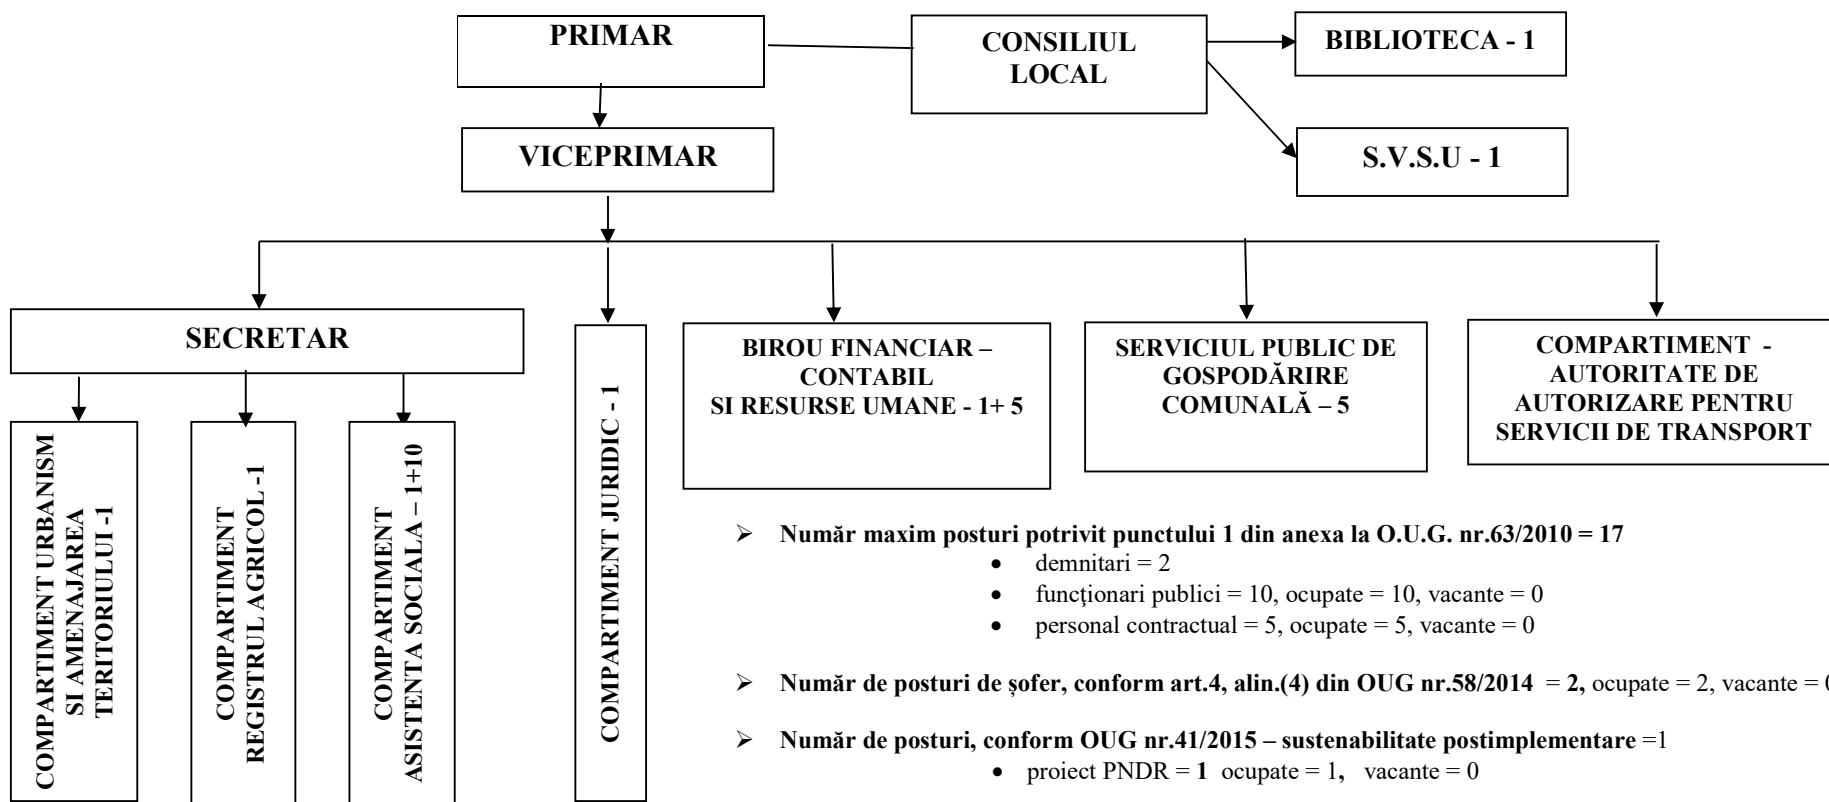 PRIMAR
CONSILIUL
LOCAL
BIBLIOTECA - 1
VICEPRIMAR
S.V.S.U - 1
SECRETAR
COMPARTIMENT URBANISM
SI AMENAJAREA
TERITORIULUI -1
COMPARTIMENT
REGISTRUL AGRICOL -1
COMPARTIMENT
ASISTENTA SOCIALA – 1+10
COMPARTIMENT JURIDIC - 1
BIROU FINANCIAR –
CONTABIL
SI RESURSE UMANE - 1+ 5
SERVICIUL PUBLIC DE
GOSPODĂRIRE
COMUNALĂ – 5
COMPARTIMENT -
AUTORITATE DE
AUTORIZARE PENTRU
SERVICII DE TRANSPORT
➢ Număr maxim posturi potrivit punctului 1 din anexa la O.U.G. nr.63/2010 = 17
• demnitari = 2
• funcţionari publici = 10, ocupate = 10, vacante = 0
• personal contractual = 5, ocupate = 5, vacante = 0
➢ Număr de posturi de șofer, conform art.4, alin.(4) din OUG nr.58/2014 = 2, ocupate = 2, vacante = 0
➢ Număr de posturi, conform OUG nr.41/2015 – sustenabilitate postimplementare =1
• proiect PNDR = 1 ocupate = 1, vacante = 0